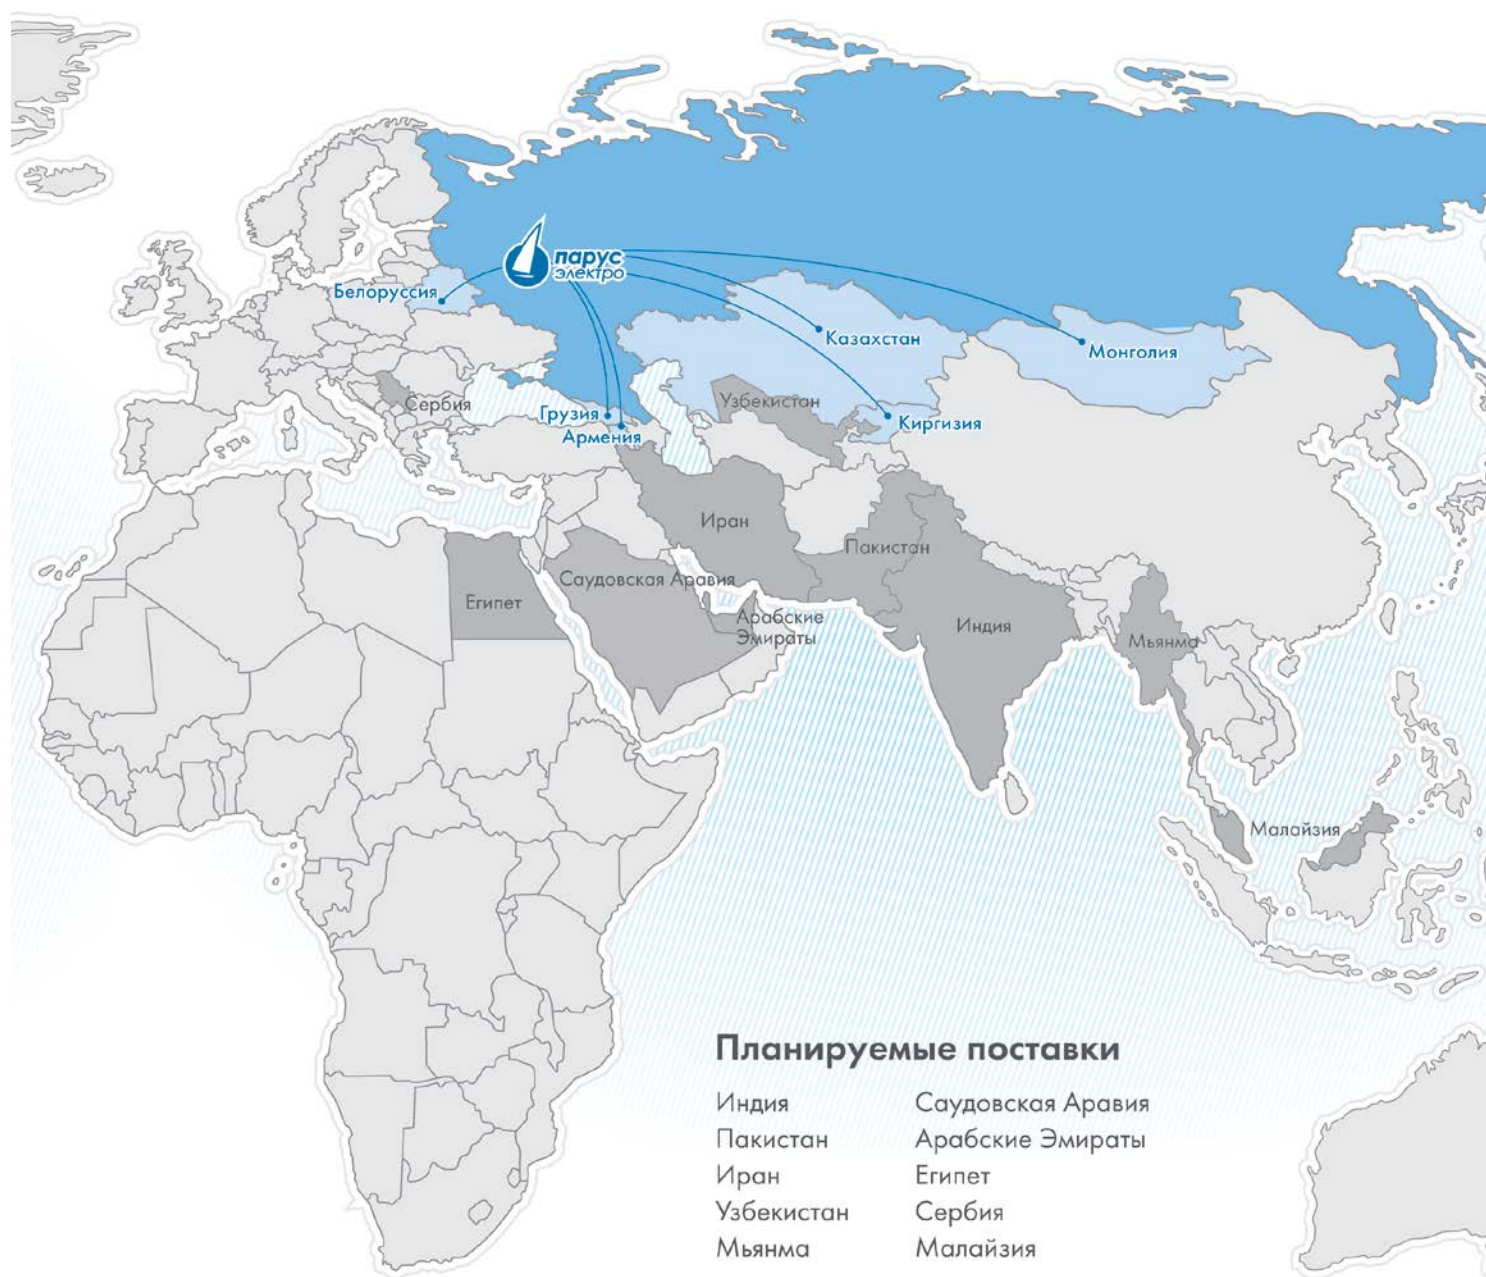 парус
электро
Белоруссия
Казахстан
Монголия
Сербия
Узбекистан
Грузия
Киргизия
Армения
Иран
Пакистан
Саудовская Аравия
Египет
Арабские
Эмираты
Индия
Мьянма
Малайзия
Планируемые поставки
Индия
Саудовская Аравия
Пакистан
Арабские Эмираты
Иран
Египет
Узбекистан
Сербия
Мьянма
Малайзия